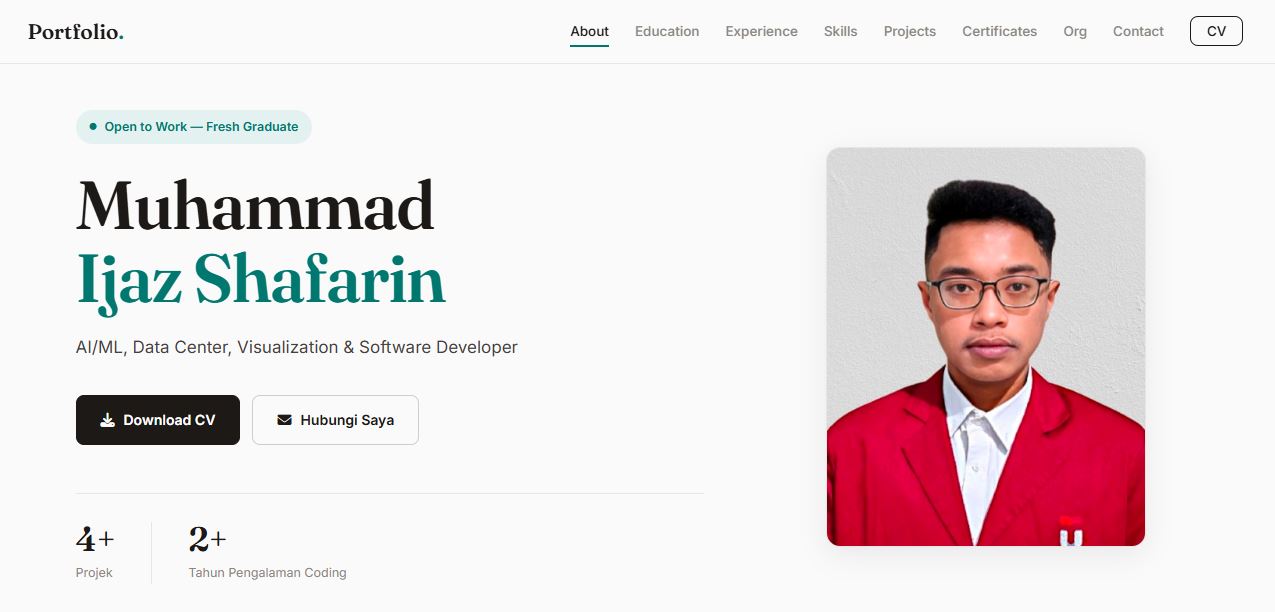 Portfolio.
About Education Experience Skills Projects Certificates Org Contact CV
Open to Work — Fresh Graduate
Muhammad
Ijaz Shafarin
AI/ML, Data Center, Visualization & Software Developer
Download CV Hubungi Saya
4+ 2+
Projek Tahun Pengalaman Coding